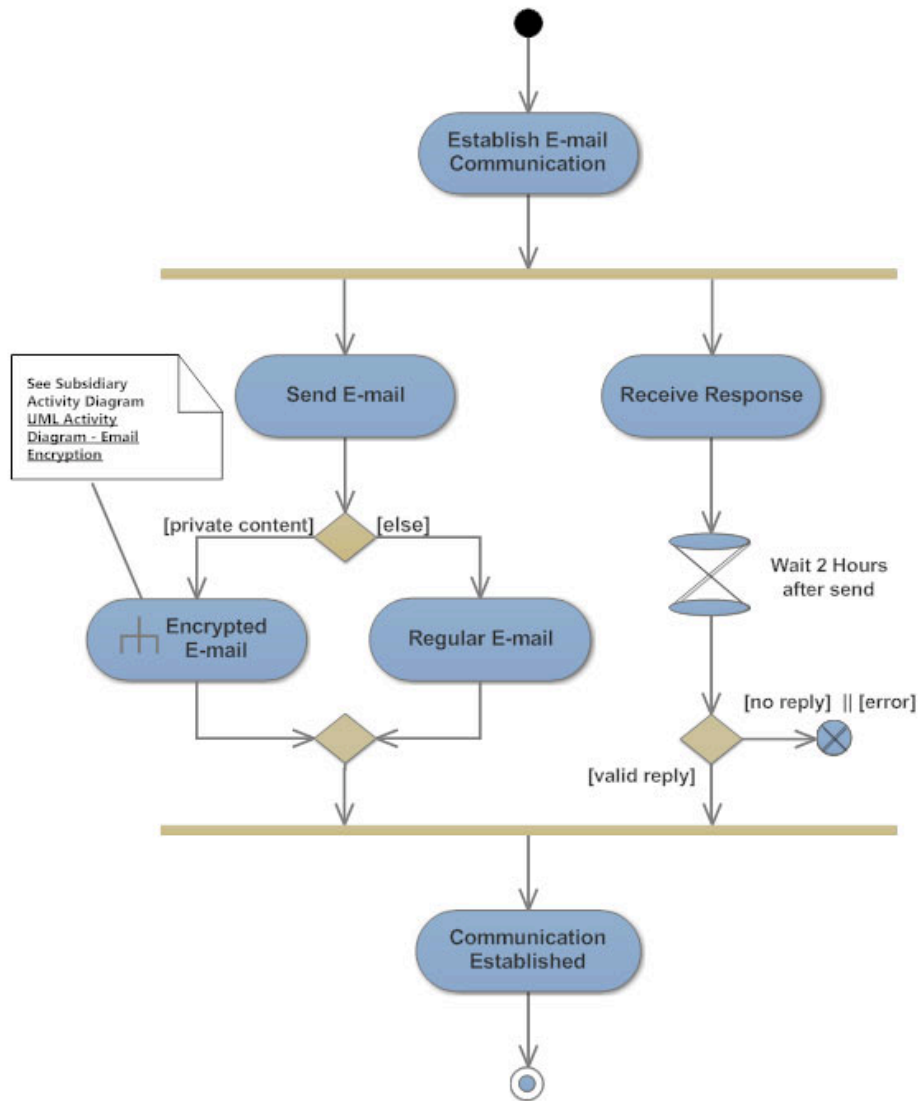 Establish E-mail
Communication
See Subsidiary
Activity Diagram
UML Activity
Diagram - Email
Encryption
Send E-mail
Receive Response
[private content]
[else]
Wait 2 Hours
after send
Encrypted
E-mail
Regular E-mail
[no reply] || [error]
[valid reply]
Communication
Established